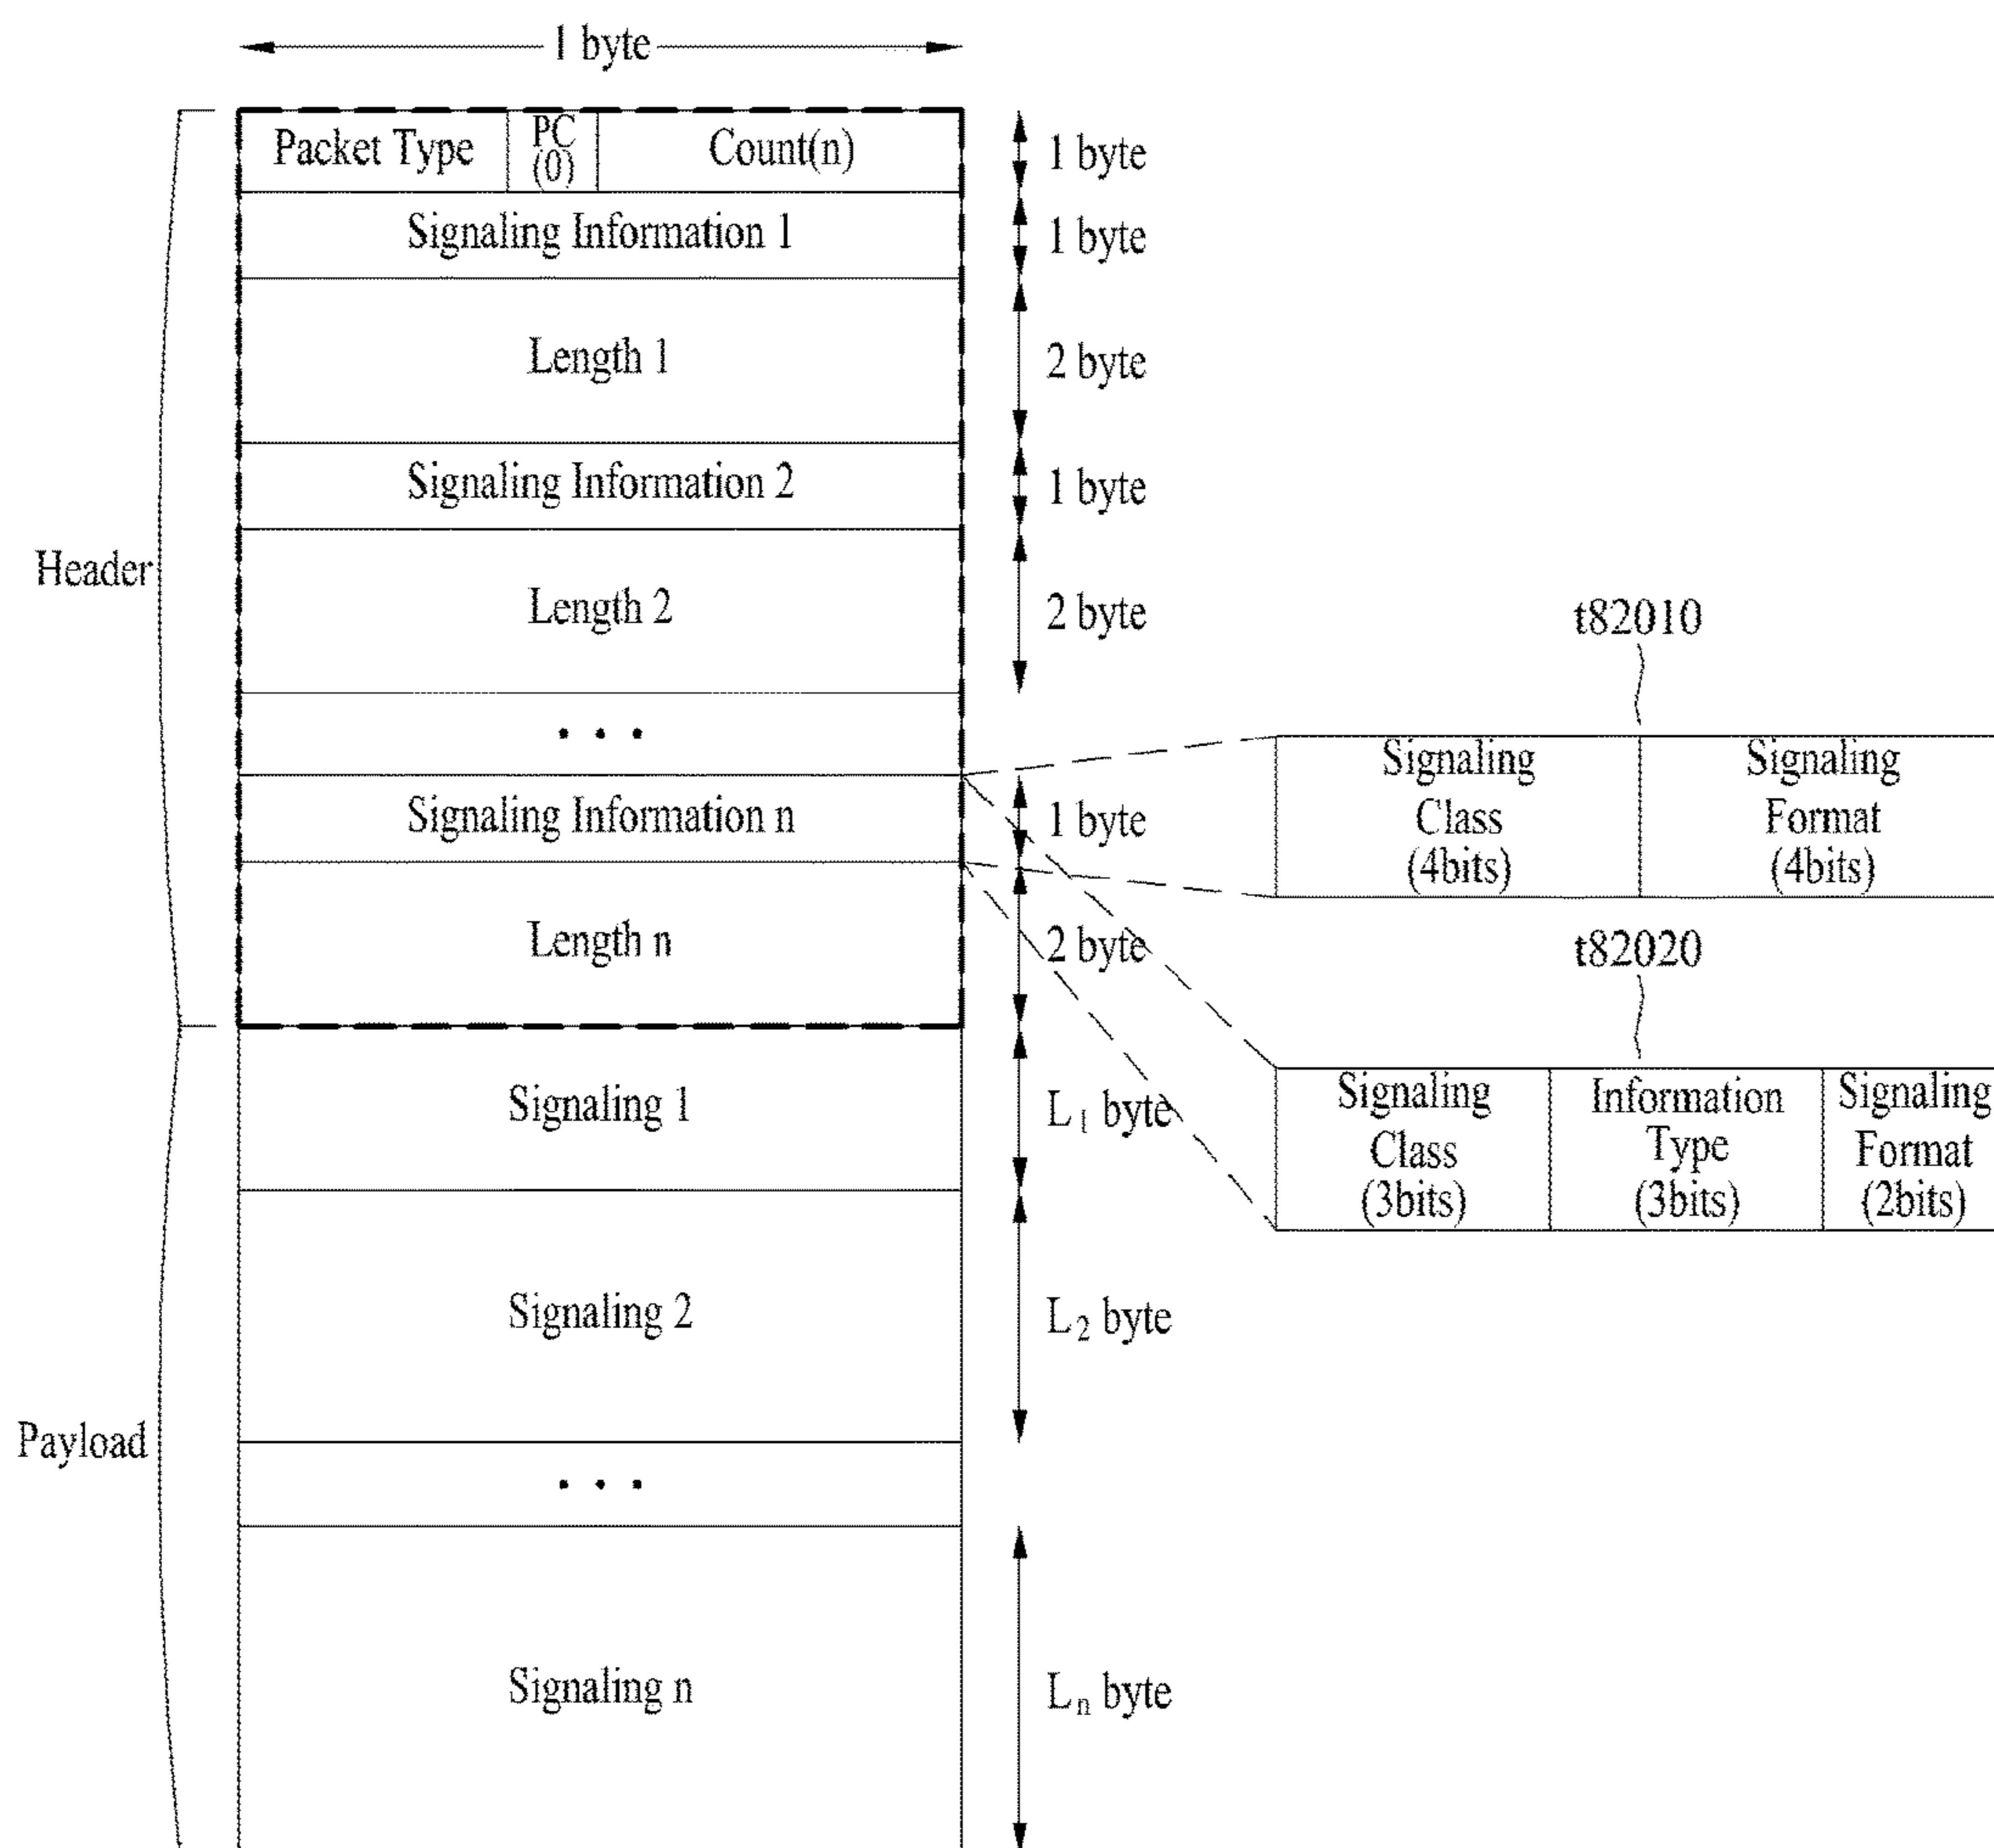 1 byte
Packet Type
PC
(0)
Count(n)
1 byte
Signaling Information 1
1 byte
Length 1
2 byte
Signaling Information 2
1 byte
Header
Length 2
2 byte
t82010
. . .
Signaling
Class
(4bits)
Signaling
Format
(4bits)
Signaling Information n
1 byte
Length n
2 byte
t82020
Signaling 1
L1 byte
Signaling
Class
(3bits)
Information
Type
(3bits)
Signaling
Format
(2bits)
Signaling 2
L2 byte
Payload
. . .
Signaling n
Ln byte